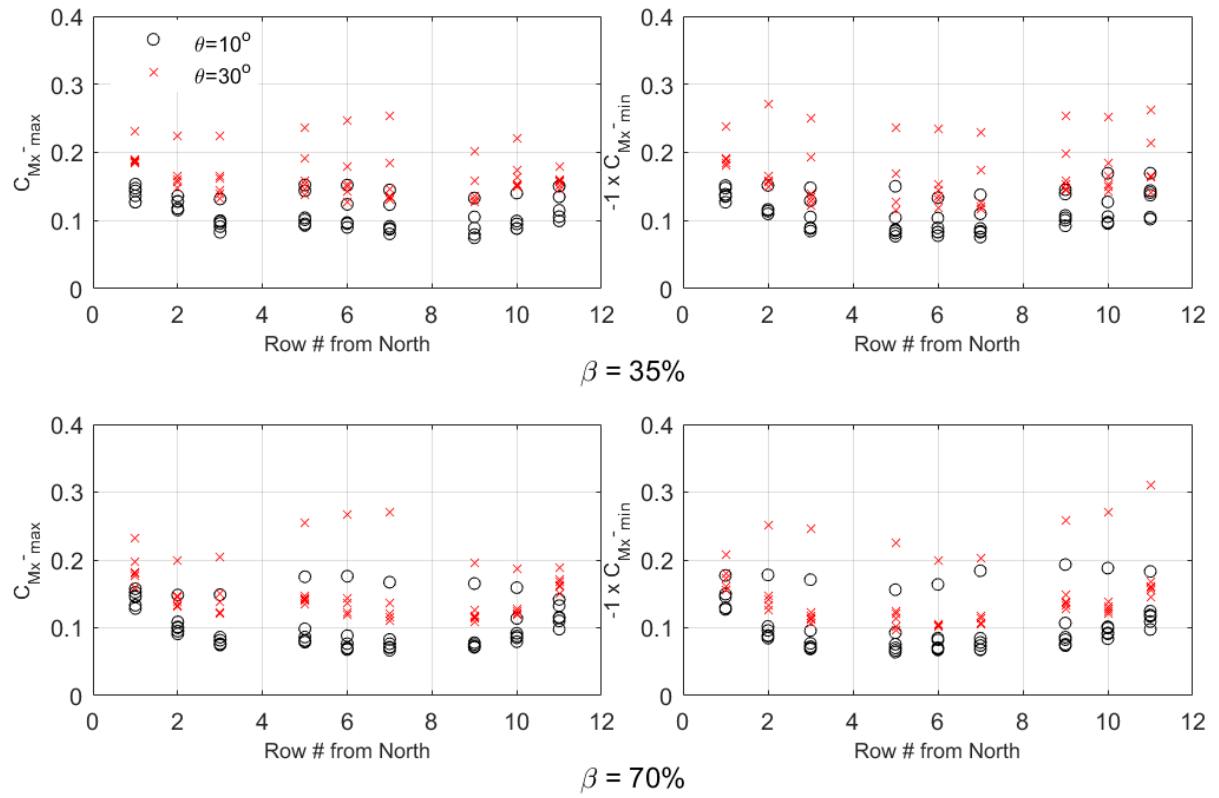 0.4
0.3
0.2
0.1
0
C_Mx-max
θ=10°
θ=30°
0 2 4 6 8 10 12
Row # from North
0.4
0.3
0.2
0.1
0
-1 x C_Mx-min
0 2 4 6 8 10 12
Row # from North
β = 35%
0.4
0.3
0.2
0.1
0
C_Mx-max
0 2 4 6 8 10 12
Row # from North
0.4
0.3
0.2
0.1
0
-1 x C_Mx-min
0 2 4 6 8 10 12
Row # from North
β = 70%